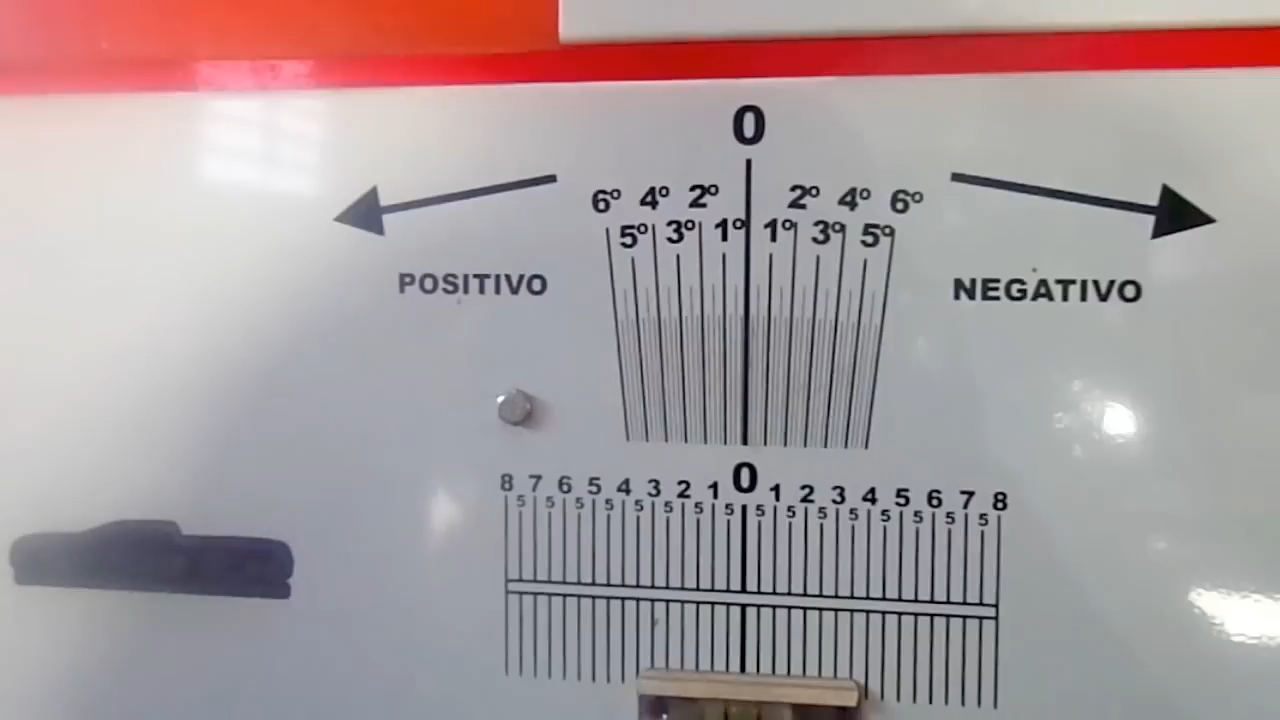 0
6º 4º 2º 2º 4º 6º
5º 3º 1º 1º 3º 5º
POSITIVO NEGATIVO
8 7 6 5 4 3 2 1 0 1 2 3 4 5 6 7 8
5 5 5 5 5 5 5 5 5 5 5 5 5 5 5 5